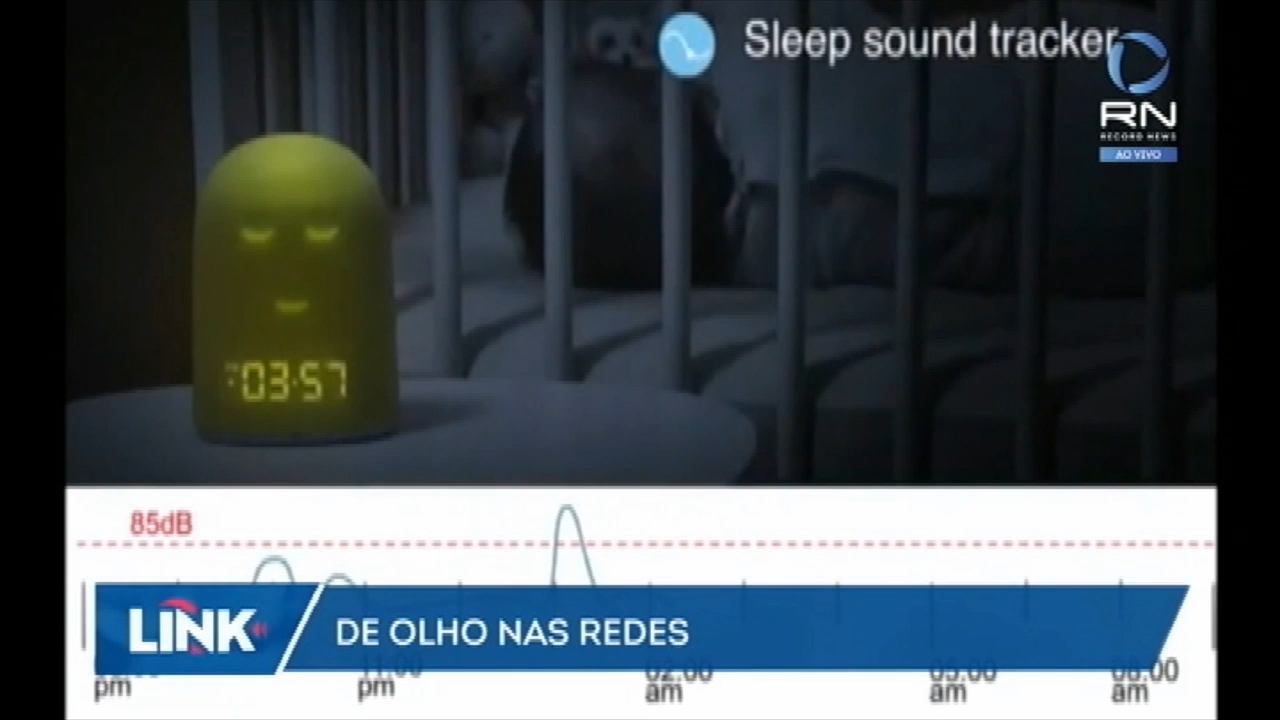 Sleep sound tracker
RN
RECORD NEWS
AO VIVO
03:57
85dB
LINK
DE OLHO NAS REDES
11:00
02:00
05:00
08:00
pm
pm
am
am
am